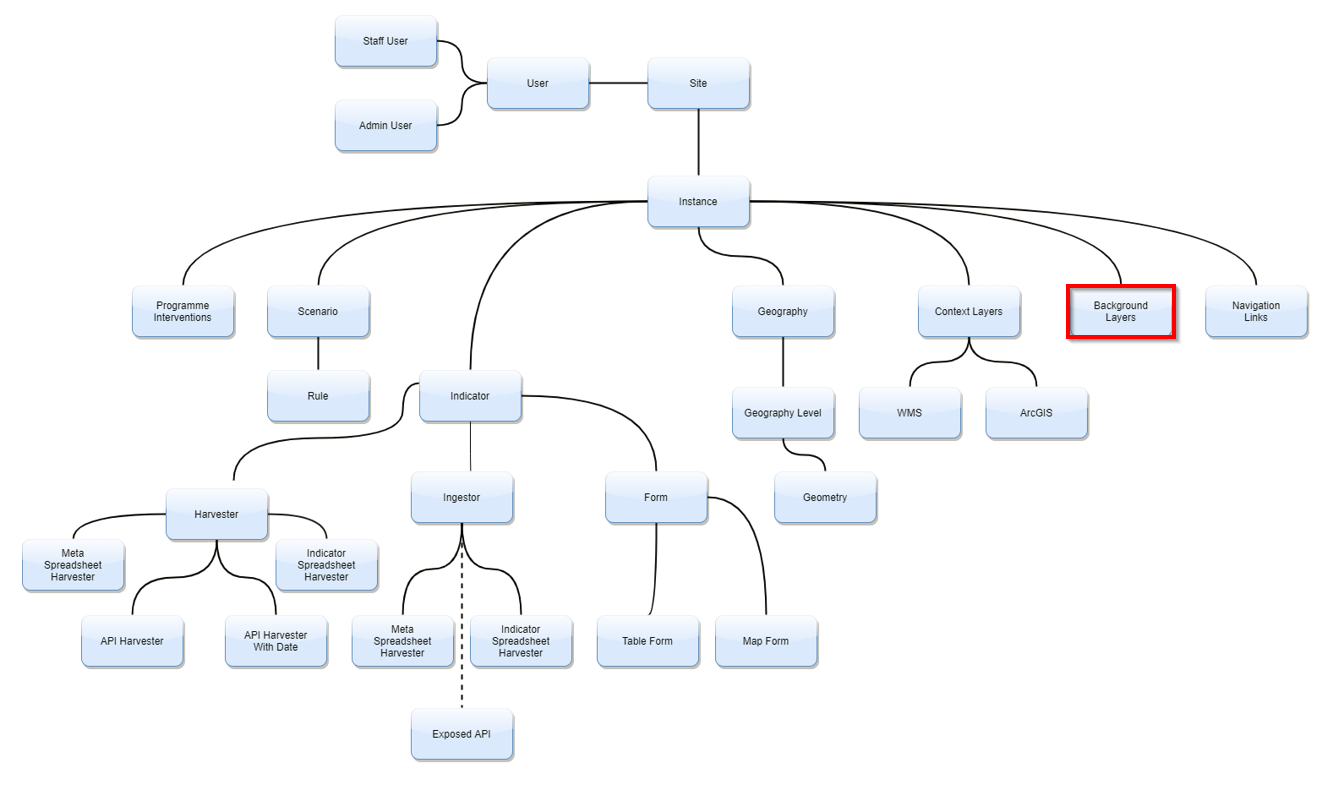 Staff User
User
Site
Admin User
Instance
Programme
Interventions
Scenario
Geography
Context Layers
Background
Layers
Navigation
Links
Rule
Indicator
Geography Level
WMS
ArcGIS
Harvester
Ingestor
Form
Geometry
Meta
Spreadsheet
Harvester
Indicator
Spreadsheet
Harvester
API Harvester
API Harvester
With Date
Meta
Spreadsheet
Harvester
Indicator
Spreadsheet
Harvester
Table Form
Map Form
Exposed API